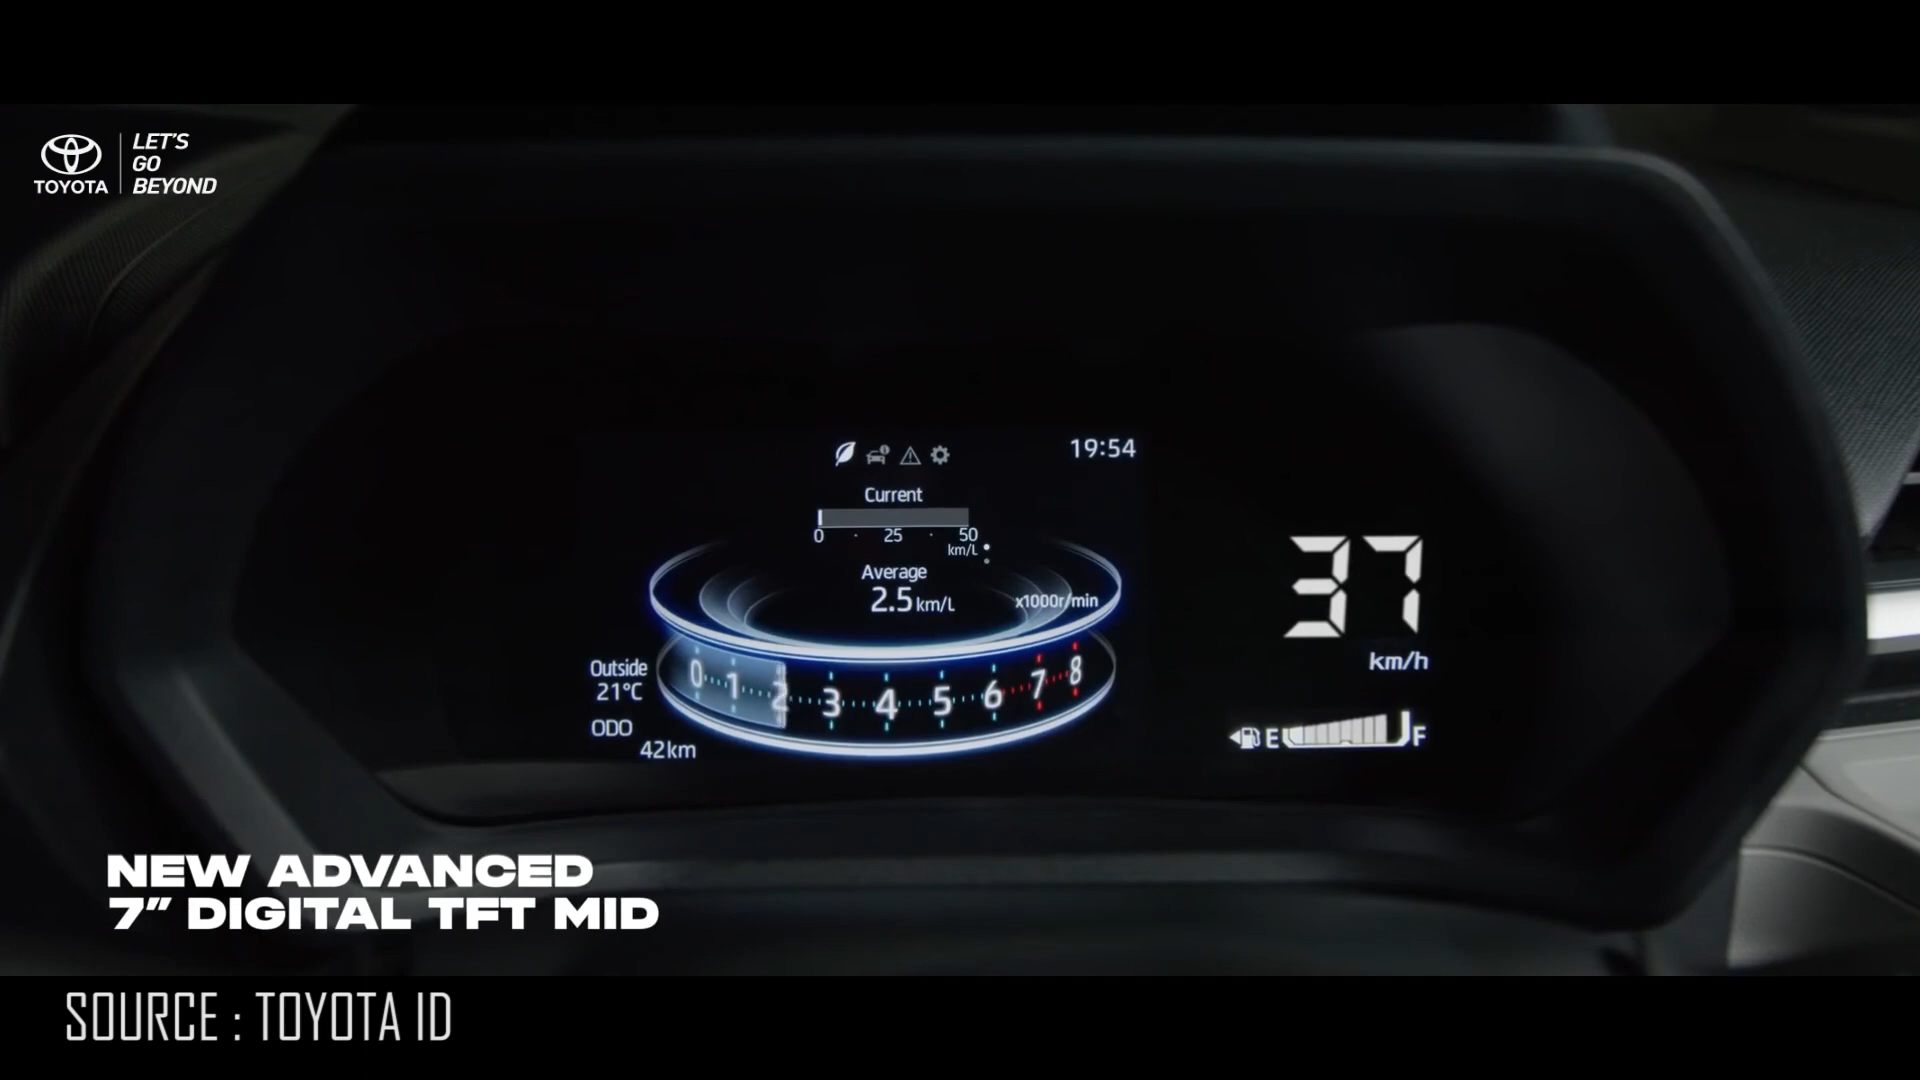 TOYOTA
LET'S
GO
BEYOND
19:54
Current
0 25 50
km/L
Average
2.5 km/L
x1000r/min
37
km/h
Outside
21°C
ODO
42km
0 1 2 3 4 5 6 7 8
E F
NEW ADVANCED
7" DIGITAL TFT MID
SOURCE : TOYOTA ID